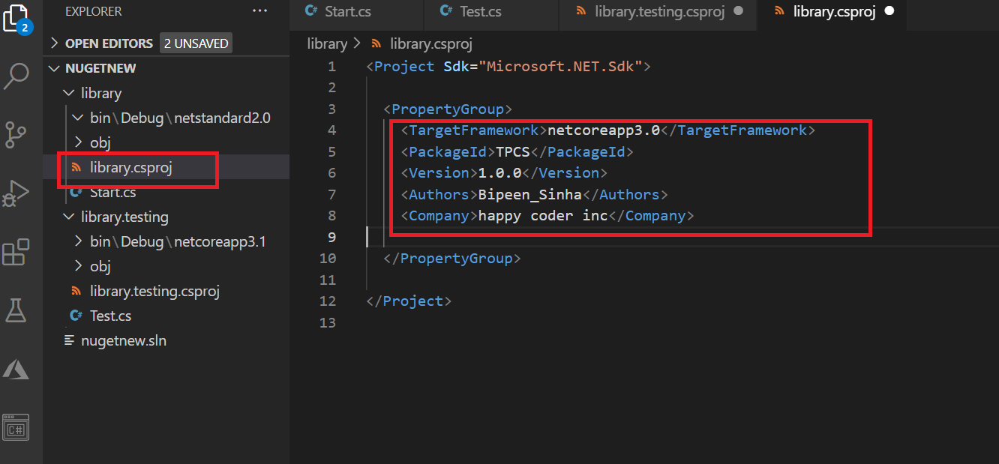 2
EXPLORER
···
OPEN EDITORS 2 UNSAVED
NUGETNEW
library
bin\Debug\netstandard2.0
obj
library.csproj
Start.cs
library.testing
bin\Debug\netcoreapp3.1
obj
library.testing.csproj
Test.cs
nugetnew.sln
C#
Start.cs
Test.cs
library.testing.csproj
library.csproj
library > library.csproj
1 <Project Sdk="Microsoft.NET.Sdk">
2
3 <PropertyGroup>
4 <TargetFramework>netcoreapp3.0</TargetFramework>
5 <PackageId>TPCS</PackageId>
6 <Version>1.0.0</Version>
7 <Authors>Bipeen_Sinha</Authors>
8 <Company>happy coder inc</Company>
9
10 </PropertyGroup>
11
12 </Project>
13